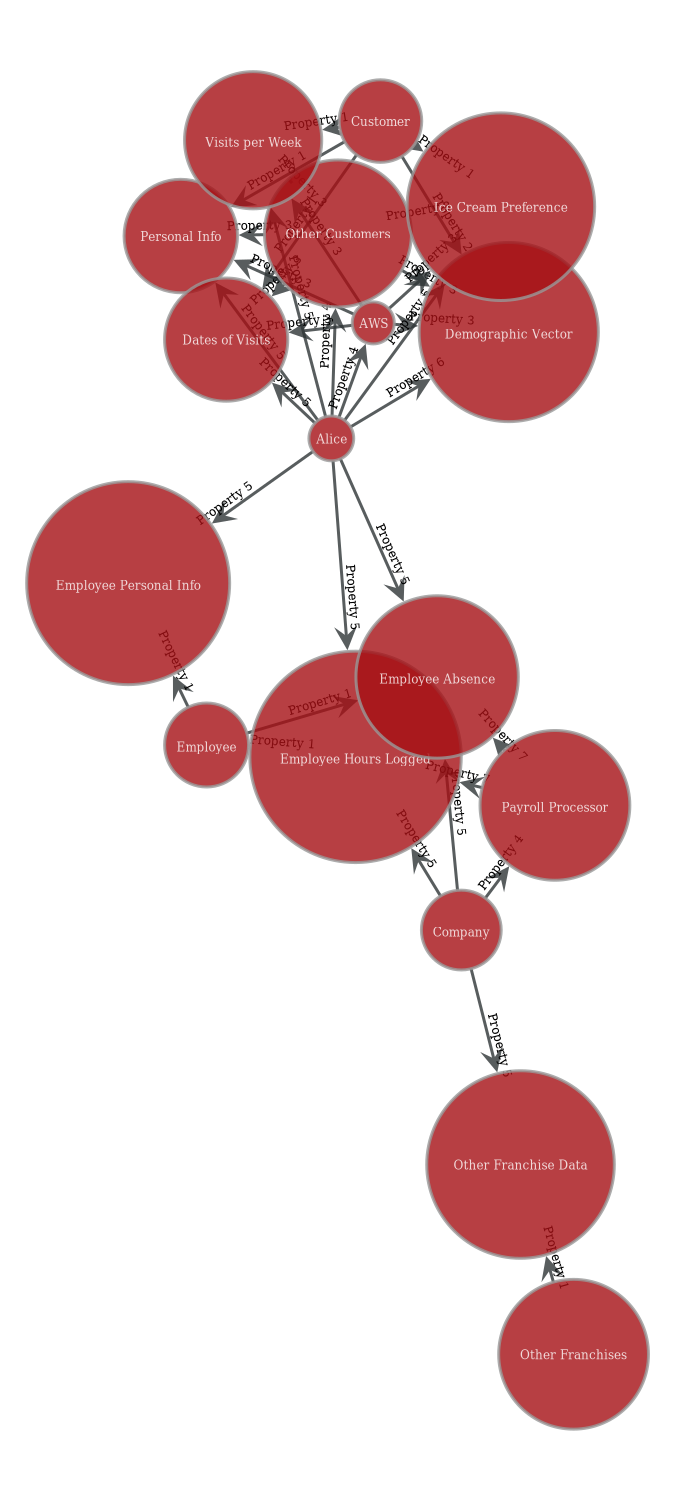 Customer
Property 1
Visits per Week
Property 1
Property 1
Ice Cream Preference
Property 2
Property 3
Other Customers
Personal Info
Property 3
Property 3
AWS
Property 3
Demographic Vector
Dates of Visits
Property 5
Property 4
Property 5
Property 6
Alice
Property 5
Property 5
Property 5
Employee Personal Info
Property 1
Employee Absence
Property 1
Property 7
Employee
Property 1
Employee Hours Logged
Property 7
Payroll Processor
Property 5
Property 5
Property 4
Company
Property 5
Other Franchise Data
Property 1
Other Franchises